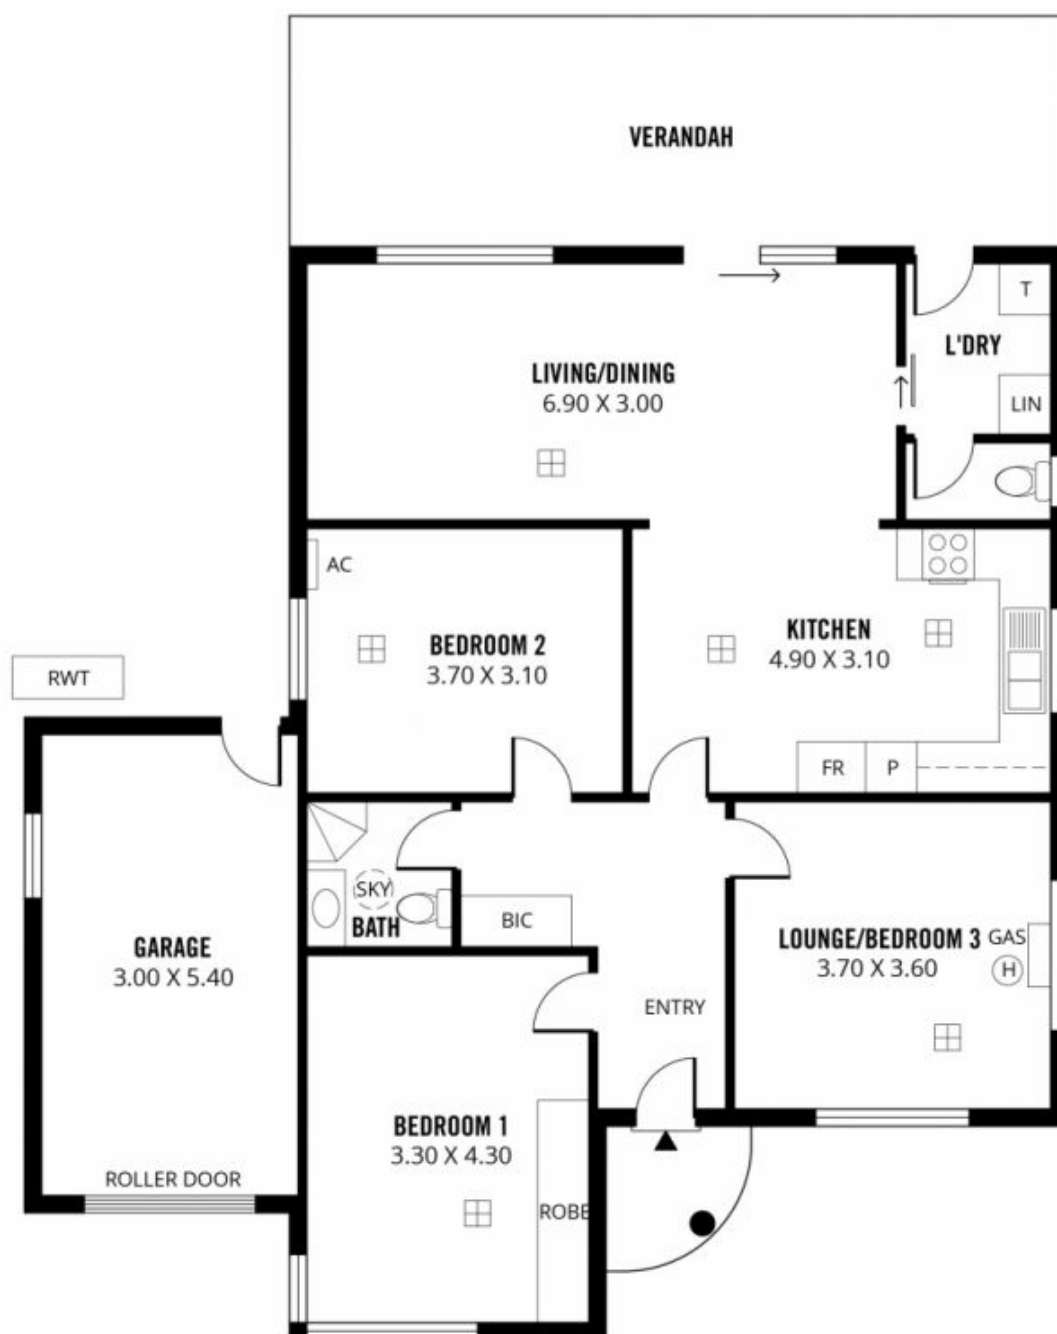 VERANDAH
LIVING/DINING
6.90 X 3.00
T
L'DRY
LIN
AC
BEDROOM 2
3.70 X 3.10
KITCHEN
4.90 X 3.10
RWT
FR
P
SKY
BATH
BIC
GARAGE
3.00 X 5.40
LOUNGE/BEDROOM 3
3.70 X 3.60
GAS
H
ENTRY
BEDROOM 1
3.30 X 4.30
ROLLER DOOR
ROBE